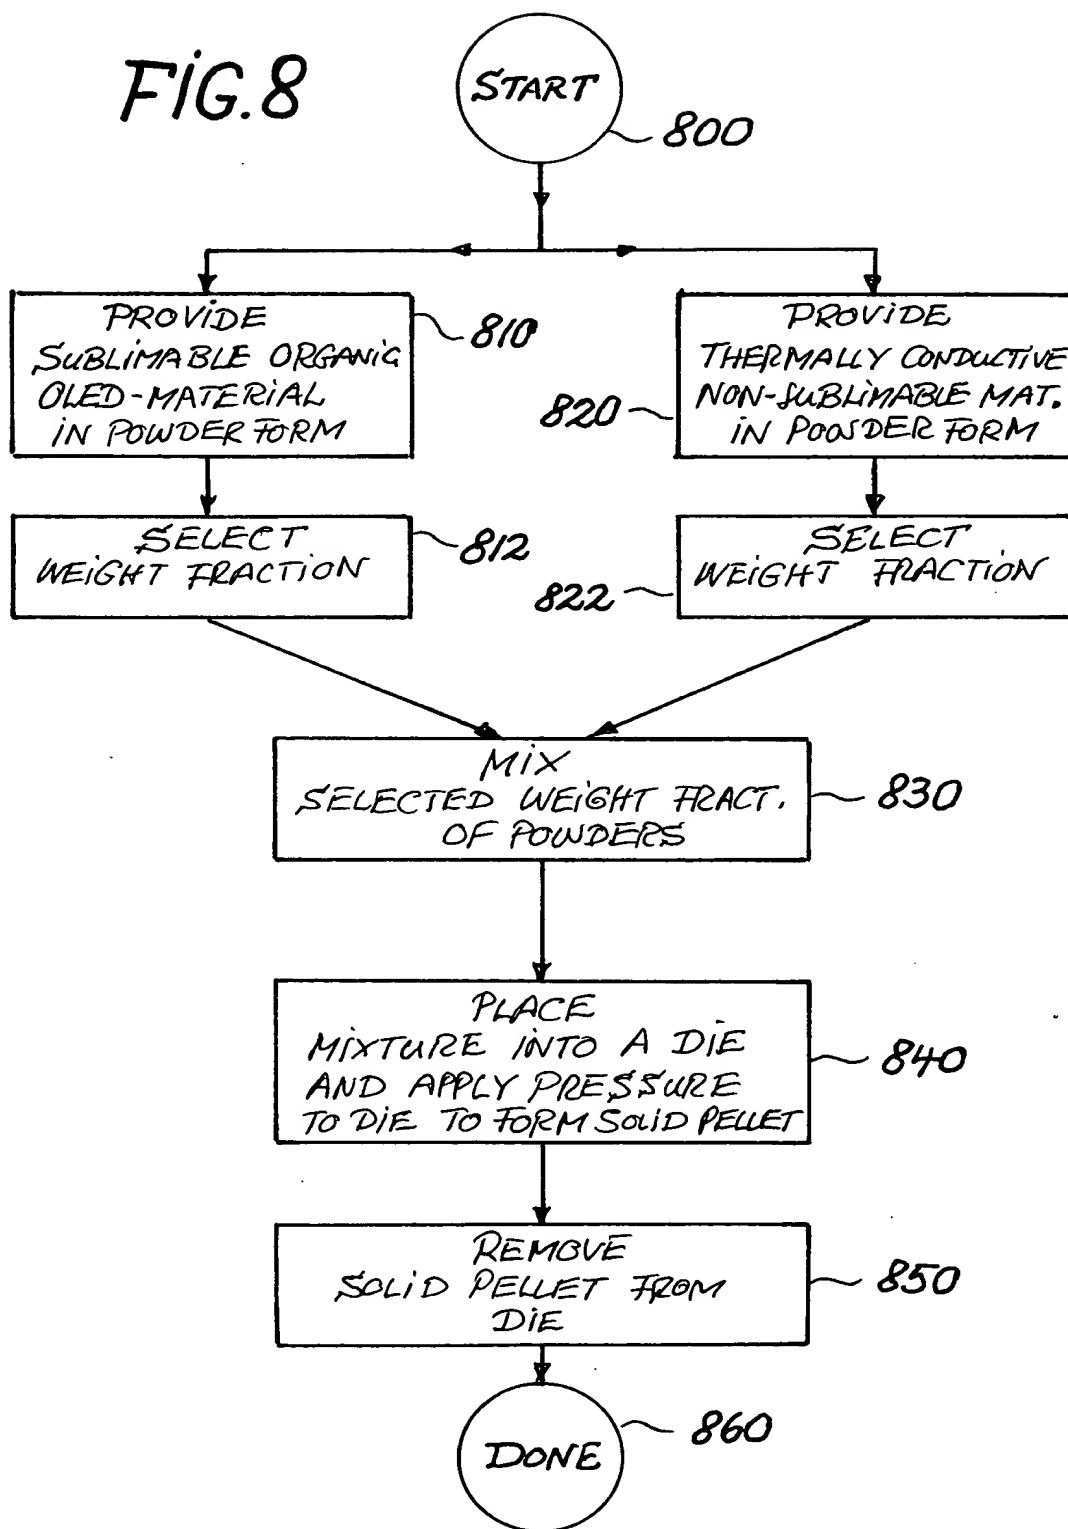 FIG.8
START
800
PROVIDE
SUBLIMABLE ORGANIC
OLED-MATERIAL
IN POWDER FORM
810
PROVIDE
THERMALLY CONDUCTIVE
NON-SUBLIMABLE MAT.
IN POOSDER FORM
820
SELECT
WEIGHT FRACTION
812
SELECT
WEIGHT FRACTION
822
MIX
SELECTED WEIGHT FRACT.
OF POWDERS
830
PLACE
MIXTURE INTO A DIE
AND APPLY PRESSURE
TO DIE TO FORM SOLID PELLET
840
REMOVE
SOLID PELLET FROM
DIE
850
DONE
860